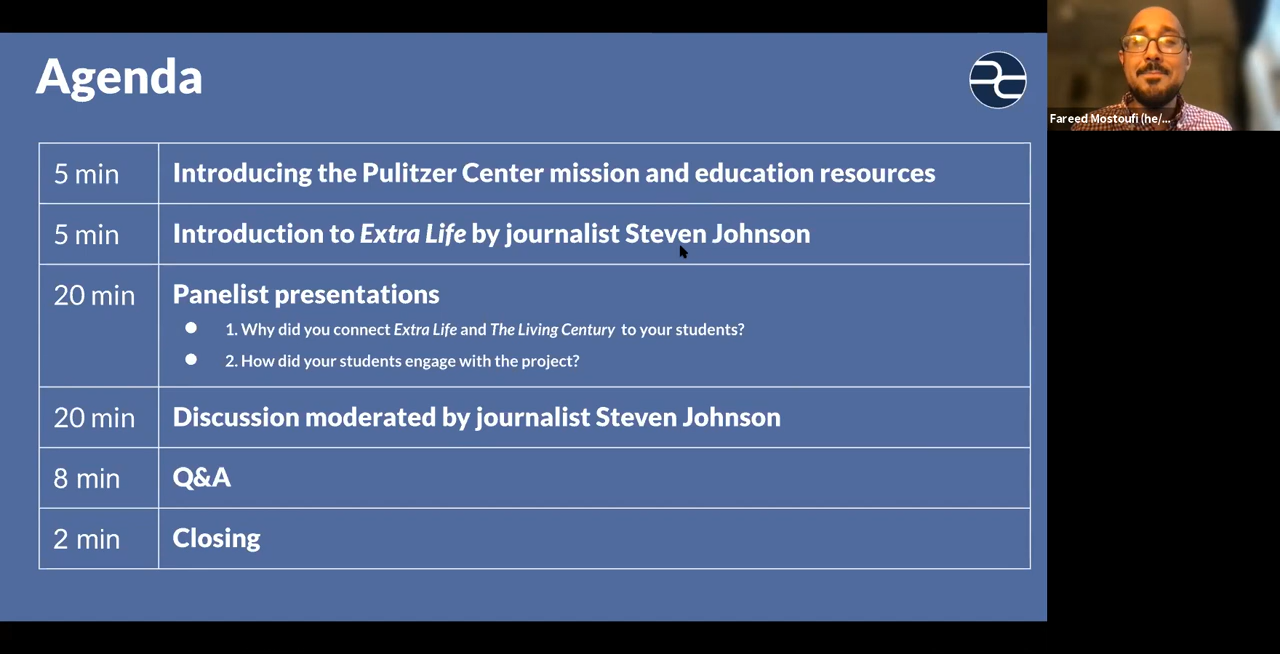 Agenda
5 min Introducing the Pulitzer Center mission and education resources
5 min Introduction to Extra Life by journalist Steven Johnson
20 min Panelist presentations
● 1. Why did you connect Extra Life and The Living Century to your students?
● 2. How did your students engage with the project?
20 min Discussion moderated by journalist Steven Johnson
8 min Q&A
2 min Closing
Fareed Mostoufi (he/...